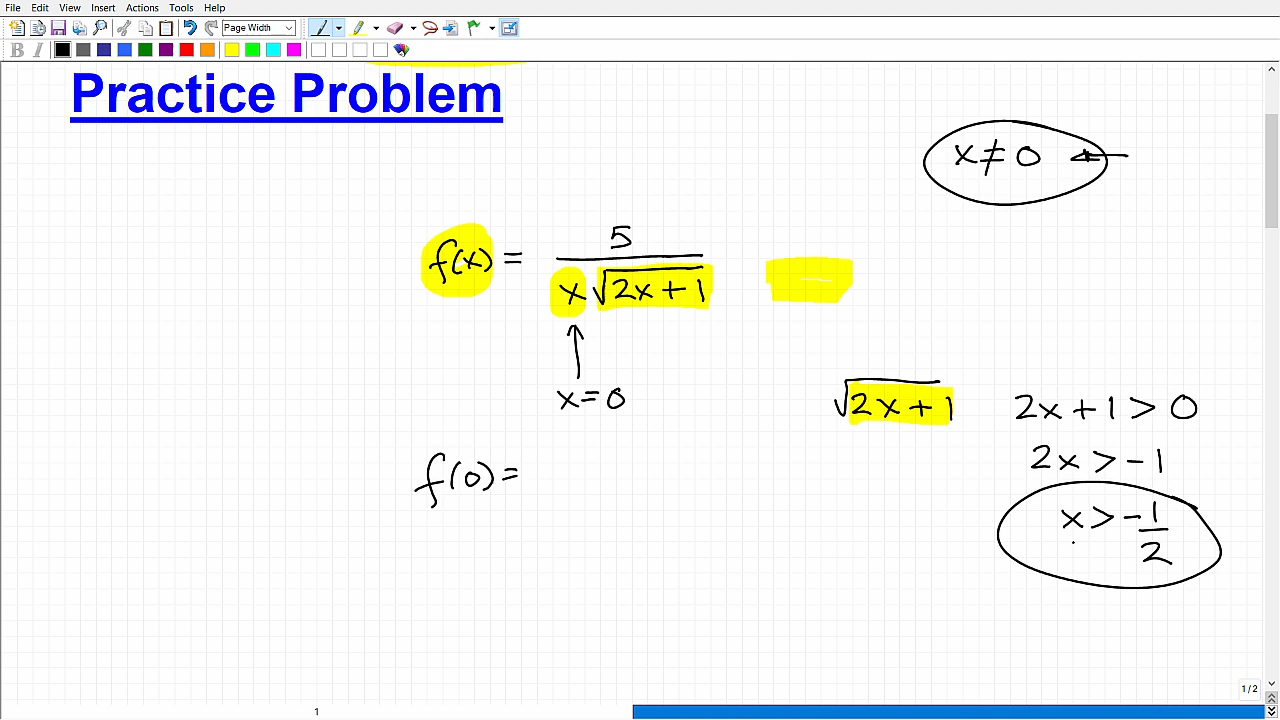 File Edit View Insert Actions Tools Help
Page Width
B I
Practice Problem
x ≠ 0
f(x) = 5 / x √(2x + 1)
x = 0
√(2x + 1)
2x + 1 > 0
2x > -1
f(0) =
x > -1/2
1/2
1